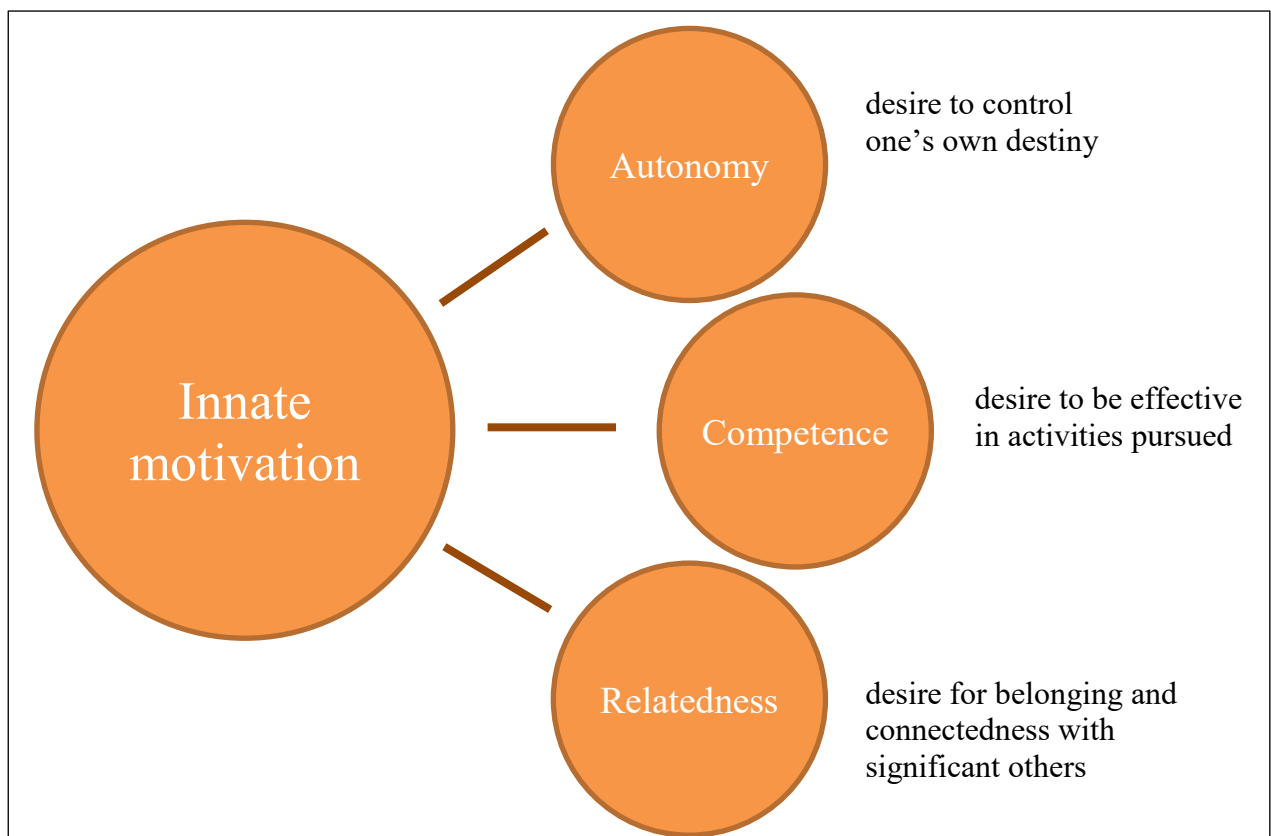 Innate
motivation
Autonomy
desire to control
one’s own destiny
Competence
desire to be effective
in activities pursued
Relatedness
desire for belonging and
connectedness with
significant others